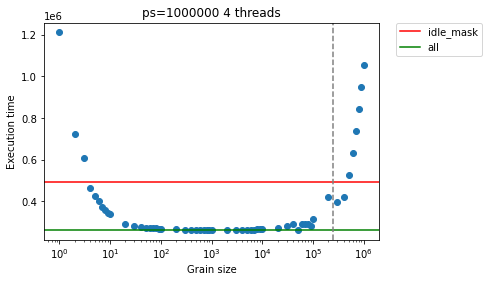 ps=1000000 4 threads
1e6
1.2
1.0
0.8
0.6
0.4
Execution time
10^0
10^1
10^2
10^3
10^4
10^5
10^6
Grain size
idle_mask
all